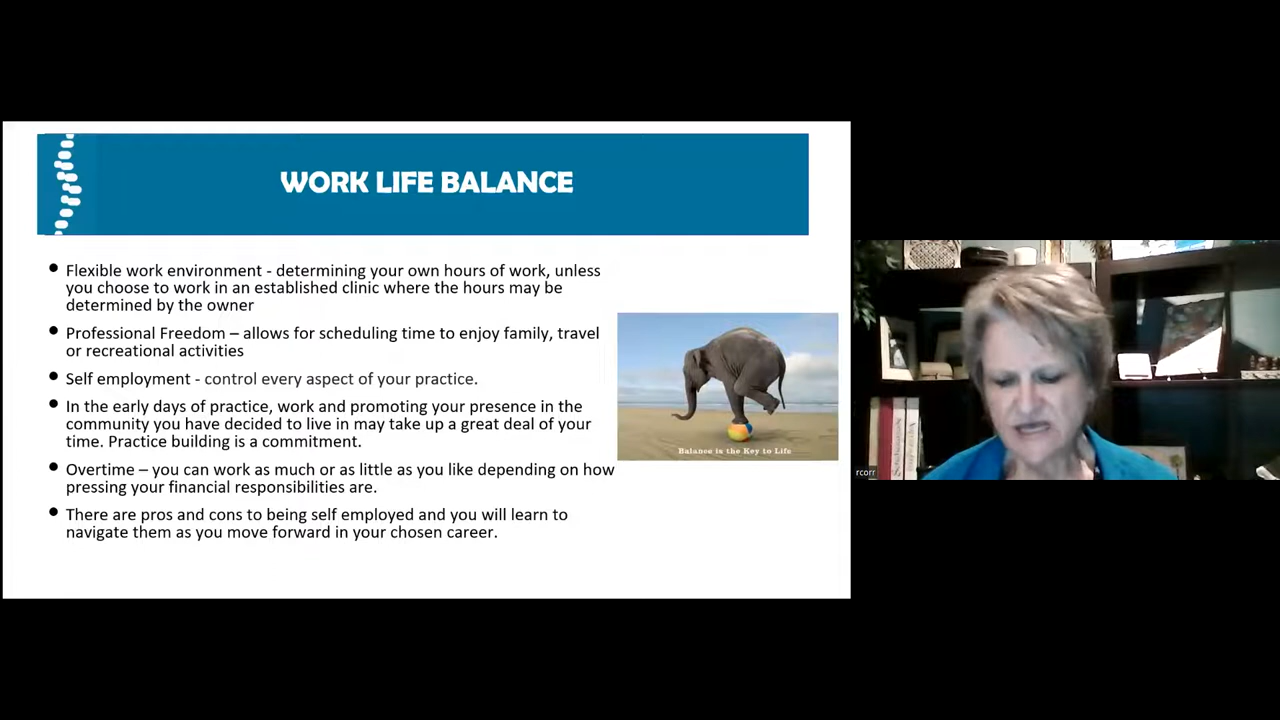 WORK LIFE BALANCE
Flexible work environment - determining your own hours of work, unless
you choose to work in an established clinic where the hours may be
determined by the owner
Professional Freedom – allows for scheduling time to enjoy family, travel
or recreational activities
Self employment - control every aspect of your practice.
In the early days of practice, work and promoting your presence in the
community you have decided to live in may take up a great deal of your
time. Practice building is a commitment.
Overtime – you can work as much or as little as you like depending on how
pressing your financial responsibilities are.
There are pros and cons to being self employed and you will learn to
navigate them as you move forward in your chosen career.
Balance is the Key to Life
rcorr